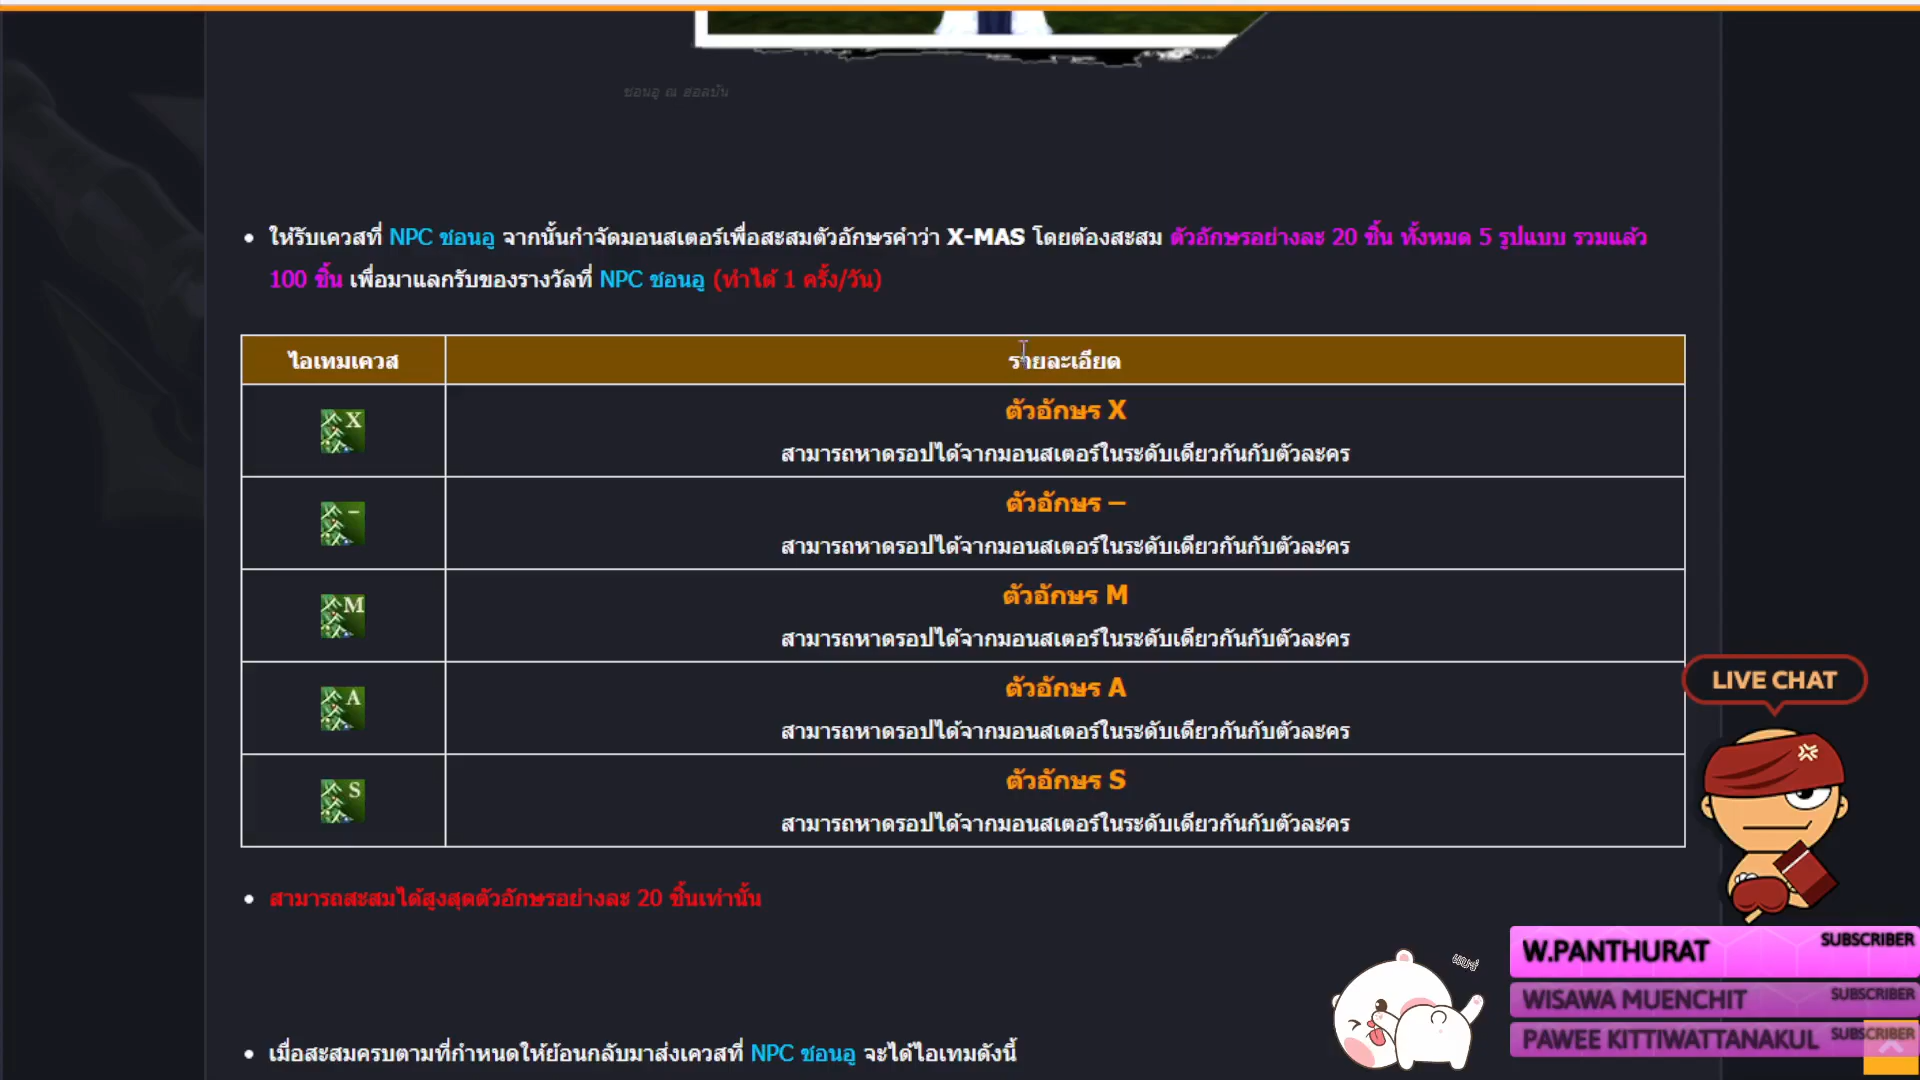 ชอนอู ณ ฮอลบัน
ให้รับเควสที่ NPC ชอนอู จากนั้นกำจัดมอนสเตอร์เพื่อสะสมตัวอักษรคำว่า X-MAS โดยต้องสะสม ตัวอักษรอย่างละ 20 ชิ้น ทั้งหมด 5 รูปแบบ รวมแล้ว
100 ชิ้น เพื่อมาแลกรับของรางวัลที่ NPC ชอนอู (ทำได้ 1 ครั้ง/วัน)
ไอเทมเควส รายละเอียด
X
ตัวอักษร X
สามารถหาดรอปได้จากมอนสเตอร์ในระดับเดียวกันกับตัวละคร
–
ตัวอักษร –
สามารถหาดรอปได้จากมอนสเตอร์ในระดับเดียวกันกับตัวละคร
M
ตัวอักษร M
สามารถหาดรอปได้จากมอนสเตอร์ในระดับเดียวกันกับตัวละคร
A
ตัวอักษร A
สามารถหาดรอปได้จากมอนสเตอร์ในระดับเดียวกันกับตัวละคร
S
ตัวอักษร S
สามารถหาดรอปได้จากมอนสเตอร์ในระดับเดียวกันกับตัวละคร
LIVE CHAT
สามารถสะสมได้สูงสุดตัวอักษรอย่างละ 20 ชิ้นเท่านั้น
W.PANTHURAT SUBSCRIBER
WISAWA MUENCHIT SUBSCRIBER
PAWEE KITTIWATTANAKUL SUBSCRIBER
เมื่อสะสมครบตามที่กำหนดให้ย้อนกลับมาส่งเควสที่ NPC ชอนอู จะได้ไอเทมดังนี้